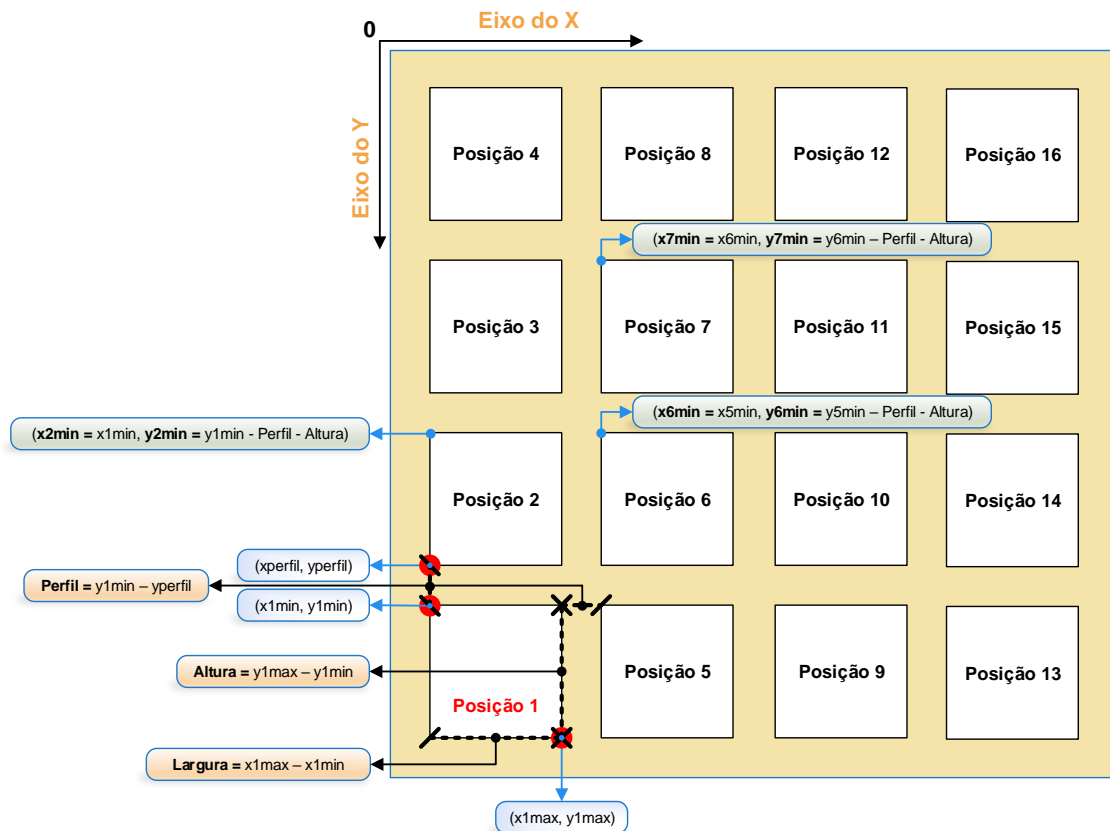 0
Eixo do X
Eixo do Y
Posição 4
Posição 8
Posição 12
Posição 16
(x7min = x6min, y7min = y6min – Perfil - Altura)
Posição 3
Posição 7
Posição 11
Posição 15
(x6min = x5min, y6min = y5min – Perfil - Altura)
(x2min = x1min, y2min = y1min - Perfil - Altura)
Posição 2
Posição 6
Posição 10
Posição 14
(xperfil, yperfil)
Perfil = y1min – yperfil
(x1min, y1min)
Altura = y1max – y1min
Posição 5
Posição 9
Posição 13
Posição 1
Largura = x1max – x1min
(x1max, y1max)